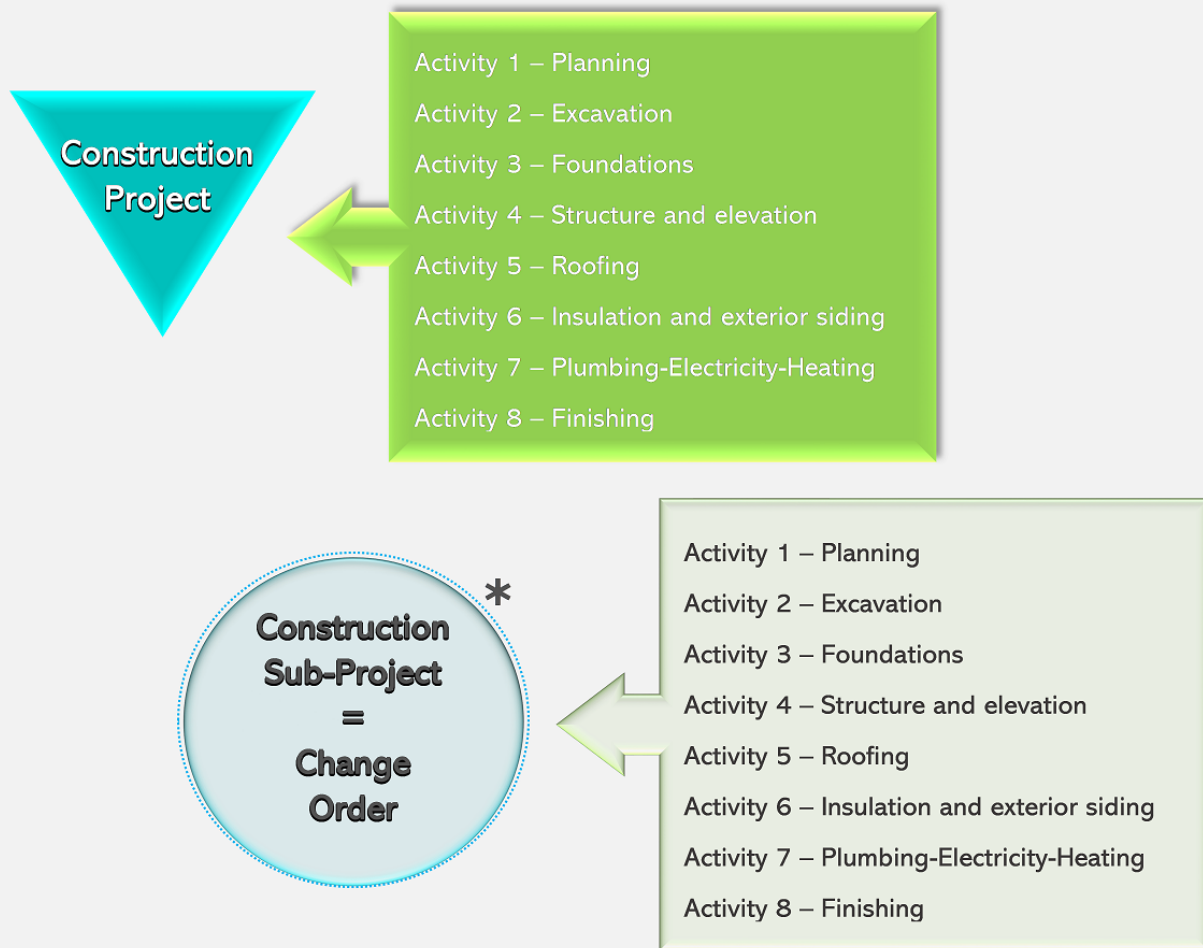 Construction
Project
Activity 1 – Planning
Activity 2 – Excavation
Activity 3 – Foundations
Activity 4 – Structure and elevation
Activity 5 – Roofing
Activity 6 – Insulation and exterior siding
Activity 7 – Plumbing-Electricity-Heating
Activity 8 – Finishing
Construction
Sub-Project
=
Change
Order
*
Activity 1 – Planning
Activity 2 – Excavation
Activity 3 – Foundations
Activity 4 – Structure and elevation
Activity 5 – Roofing
Activity 6 – Insulation and exterior siding
Activity 7 – Plumbing-Electricity-Heating
Activity 8 – Finishing